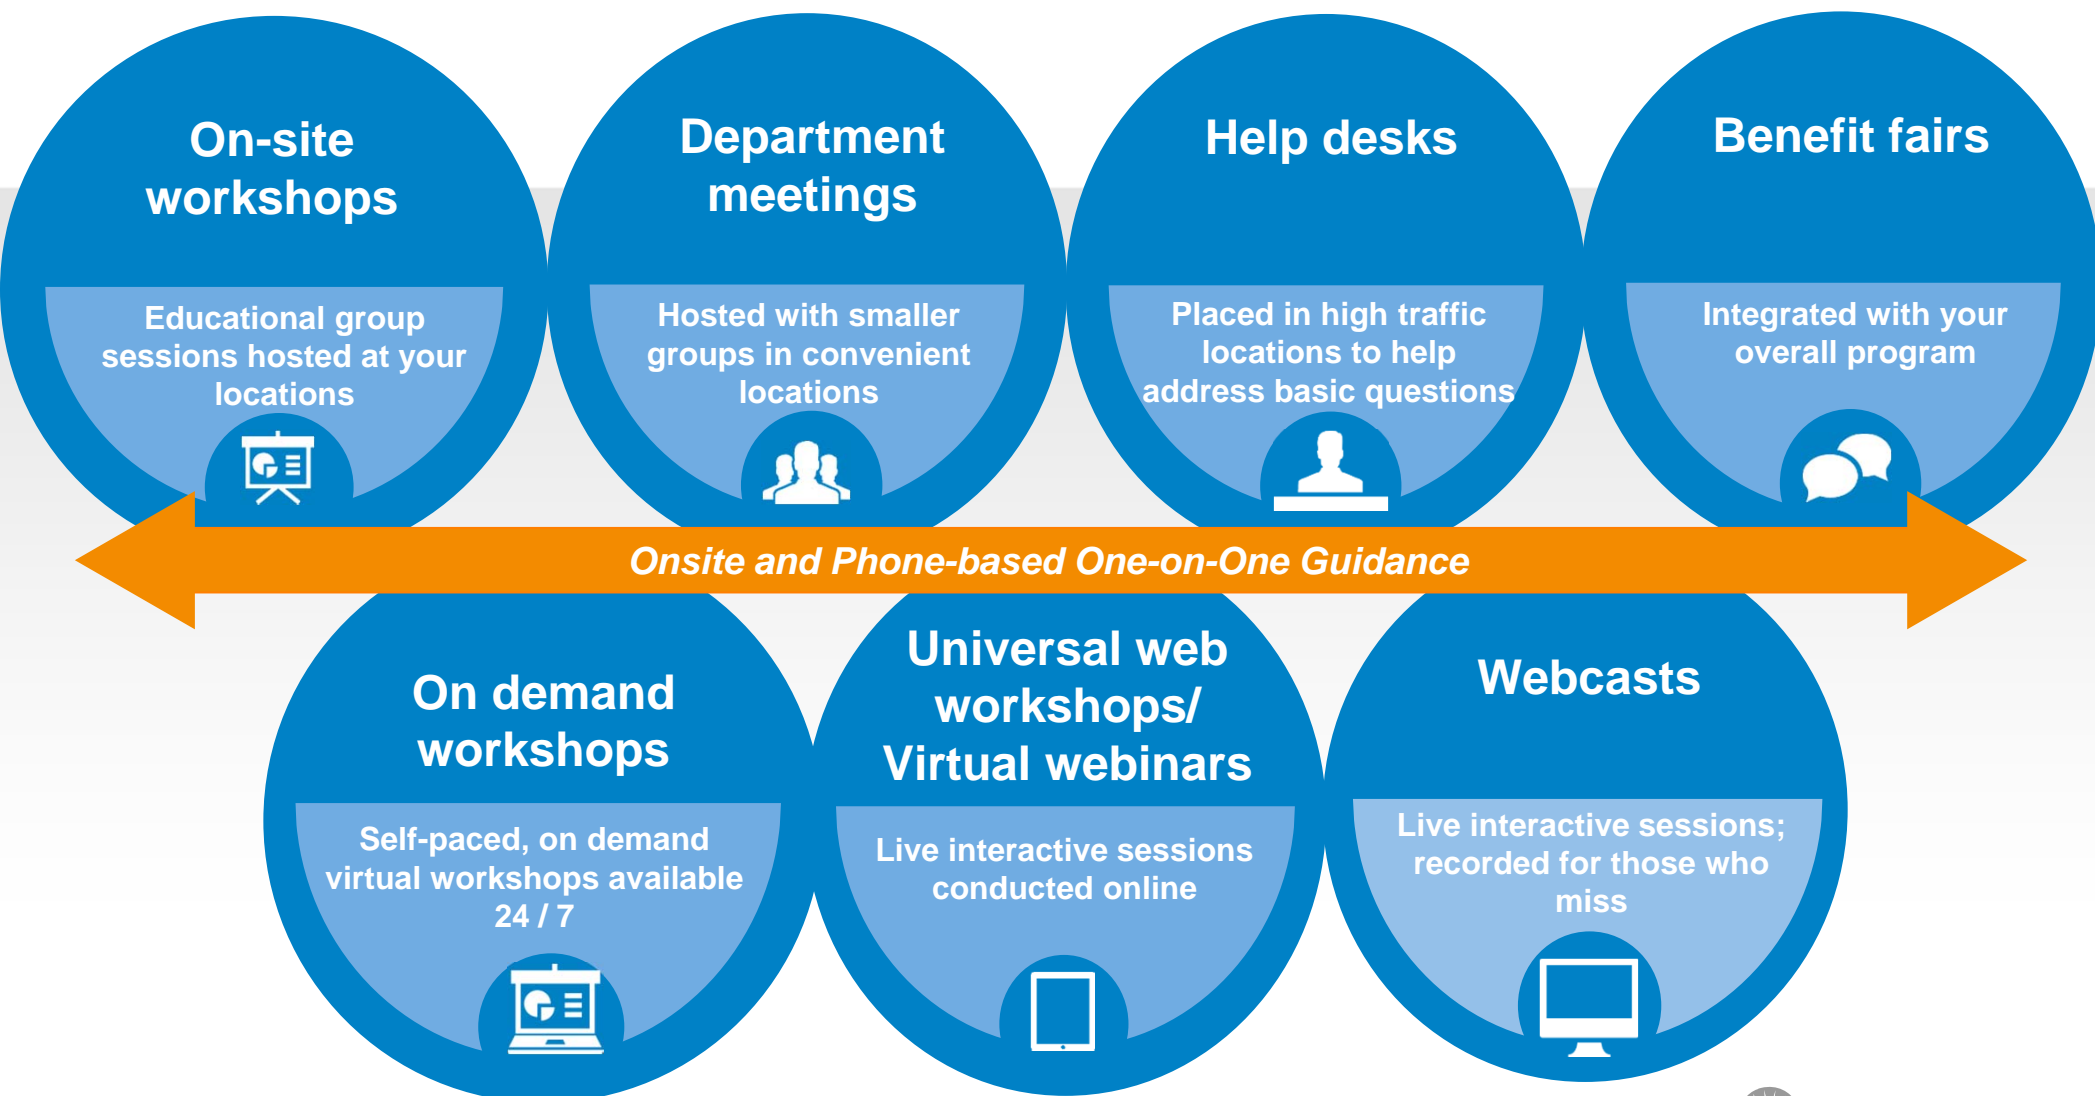 On-site
workshops
Educational group
sessions hosted at your
locations
Department
meetings
Hosted with smaller
groups in convenient
locations
Help desks
Placed in high traffic
locations to help
address basic questions
Benefit fairs
Integrated with your
overall program
Onsite and Phone-based One-on-One Guidance
On demand
workshops
Self-paced, on demand
virtual workshops available
24 / 7
Universal web
workshops/
Virtual webinars
Live interactive sessions
conducted online
Webcasts
Live interactive sessions;
recorded for those who
miss